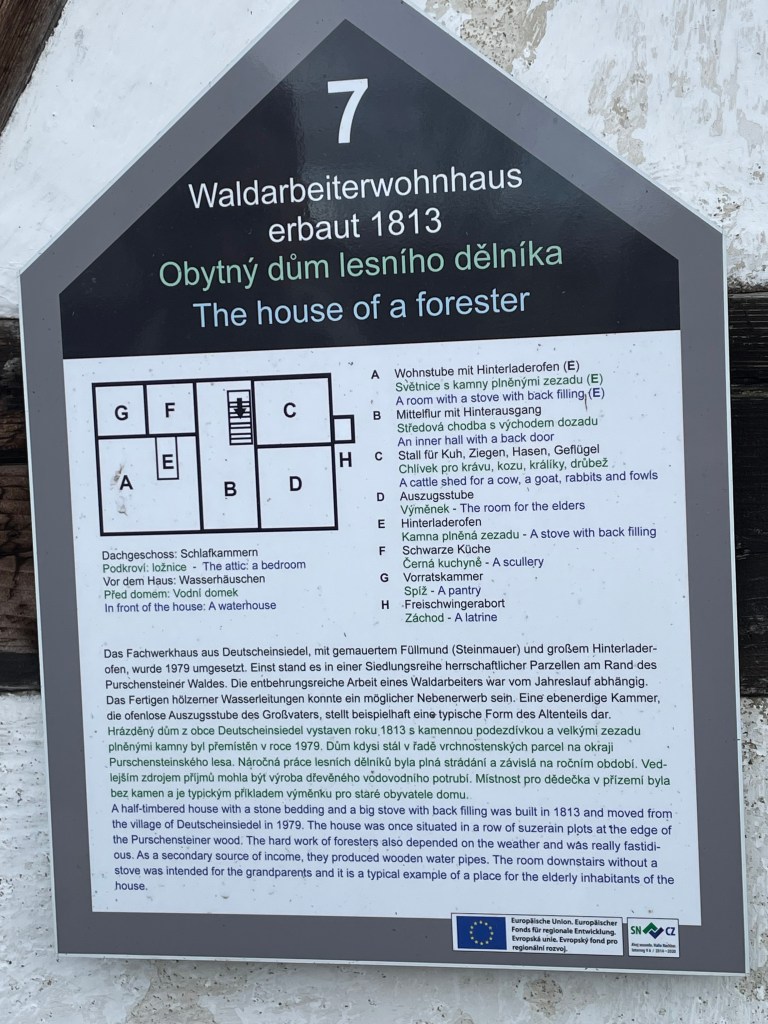 7
Waldarbeiterwohnhaus
erbaut 1813
Obytný dům lesního dělníka
The house of a forester
G F C
E H
A B D
A Wohnstube mit Hinterladerofen (E)
Světnice s kamny plněnými zezadu (E)
A room with a stove with back filling (E)
B Mittelflur mit Hinterausgang
Středová chodba s východem dozadu
An inner hall with a back door
C Stall für Kuh, Ziegen, Hasen, Geflügel
Chlívek pro krávu, kozu, králíky, drůbež
A cattle shed for a cow, a goat, rabbits and fowls
D Auszugsstube
Výměnek - The room for the elders
E Hinterladerofen
Kamna plněná zezadu - A stove with back filling
F Schwarze Küche
Černá kuchyně - A scullery
G Vorratskammer
Spíž - A pantry
H Freischwingerabort
Záchod - A latrine
Dachgeschoss: Schlafkammern
Podkroví: ložnice - The attic: a bedroom
Vor dem Haus: Wasserhäuschen
Před domem: Vodní domek
In front of the house: A waterhouse
Das Fachwerkhaus aus Deutscheinsiedel, mit gemauertem Füllmund (Steinmauer) und großem Hinterlader-
ofen, wurde 1979 umgesetzt. Einst stand es in einer Siedlungsreihe herrschaftlicher Parzellen am Rand des
Purschensteiner Waldes. Die entbehrungsreiche Arbeit eines Waldarbeiters war vom Jahreslauf abhängig.
Das Fertigen hölzerner Wasserleitungen konnte ein möglicher Nebenerwerb sein. Eine ebenerdige Kammer,
die ofenlose Auszugsstube des Großvaters, stellt beispielhaft eine typische Form des Altenteils dar.
Hrázděný dům z obce Deutscheinsiedel vystaven roku 1813 s kamennou podezdívkou a velkými zezadu
plněnými kamny byl přemístěn v roce 1979. Dům kdysi stál v řadě vrchnostenských parcel na okraji
Purschensteinského lesa. Náročná práce lesních dělníků byla plná strádání a závislá na ročním období. Ved-
lejším zdrojem příjmů mohla být výroba dřevěného vodovodního potrubí. Místnost pro dědečka v přízemí byla
bez kamen a je typickým příkladem výměnku pro staré obyvatele domu.
A half-timbered house with a stone bedding and a big stove with back filling was built in 1813 and moved from
the village of Deutscheinsiedel in 1979. The house was once situated in a row of suzerain plots at the edge of
the Purschensteiner wood. The hard work of foresters also depended on the weather and was really fastidi-
ous. As a secondary source of income, they produced wooden water pipes. The room downstairs without a
stove was intended for the grandparents and it is a typical example of a place for the elderly inhabitants of the
house.
Europäische Union. Europäischer
Fonds für regionale Entwicklung.
Evropská unie. Evropský fond pro
regionální rozvoj.
SN CZ